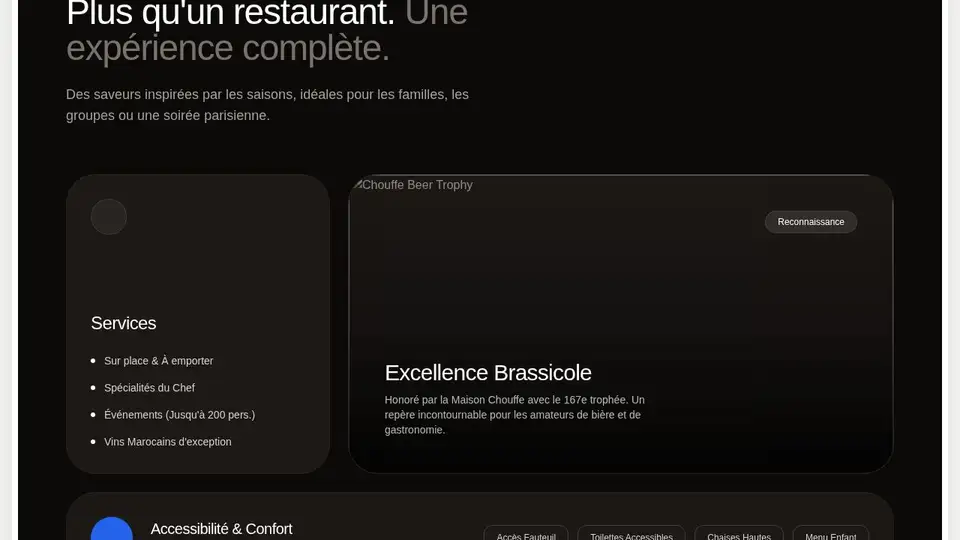 Plus qu'un restaurant. Une
expérience complète.
Des saveurs inspirées par les saisons, idéales pour les familles, les
groupes ou une soirée parisienne.
Services
Sur place & À emporter
Spécialités du Chef
Événements (Jusqu'à 200 pers.)
Vins Marocains d'exception
Chouffe Beer Trophy
Reconnaissance
Excellence Brassicole
Honoré par la Maison Chouffe avec le 167e trophée. Un
repère incontournable pour les amateurs de bière et de
gastronomie.
Accessibilité & Confort
Accès Fauteuil
Toilettes Accessibles
Chaises Hautes
Menu Enfant